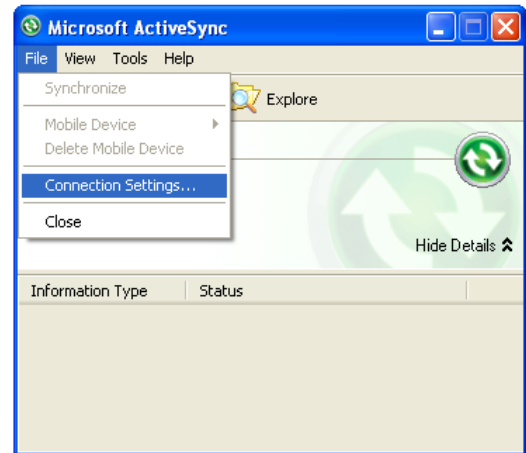 Microsoft ActiveSync
File View Tools Help
Synchronize
Explore
Mobile Device
Delete Mobile Device
Connection Settings...
Close
Hide Details
Information Type Status